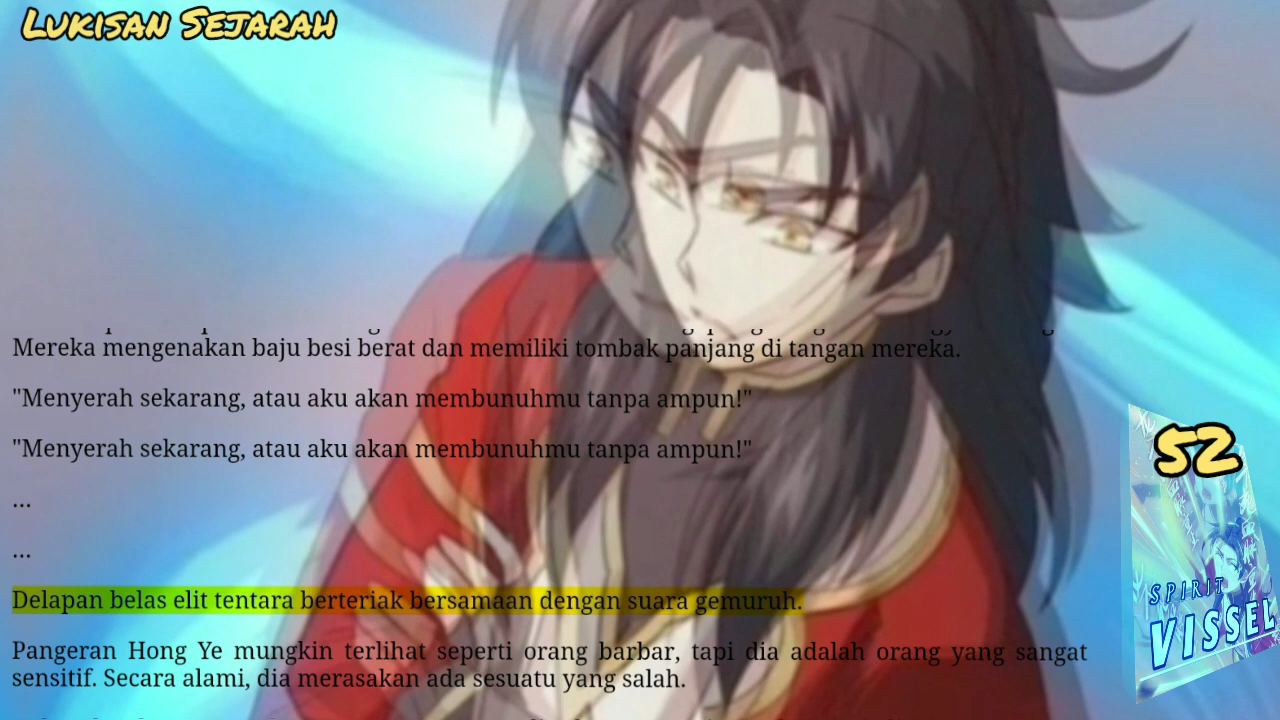 Lukisan Sejarah
Mereka mengenakan baju besi berat dan memiliki tombak panjang di tangan mereka.
"Menyerah sekarang, atau aku akan membunuhmu tanpa ampun!"
"Menyerah sekarang, atau aku akan membunuhmu tanpa ampun!"
...
...
Delapan belas elit tentara berteriak bersamaan dengan suara gemuruh.
Pangeran Hong Ye mungkin terlihat seperti orang barbar, tapi dia adalah orang yang sangat
sensitif. Secara alami, dia merasakan ada sesuatu yang salah.
52
SPIRIT
VISSEL